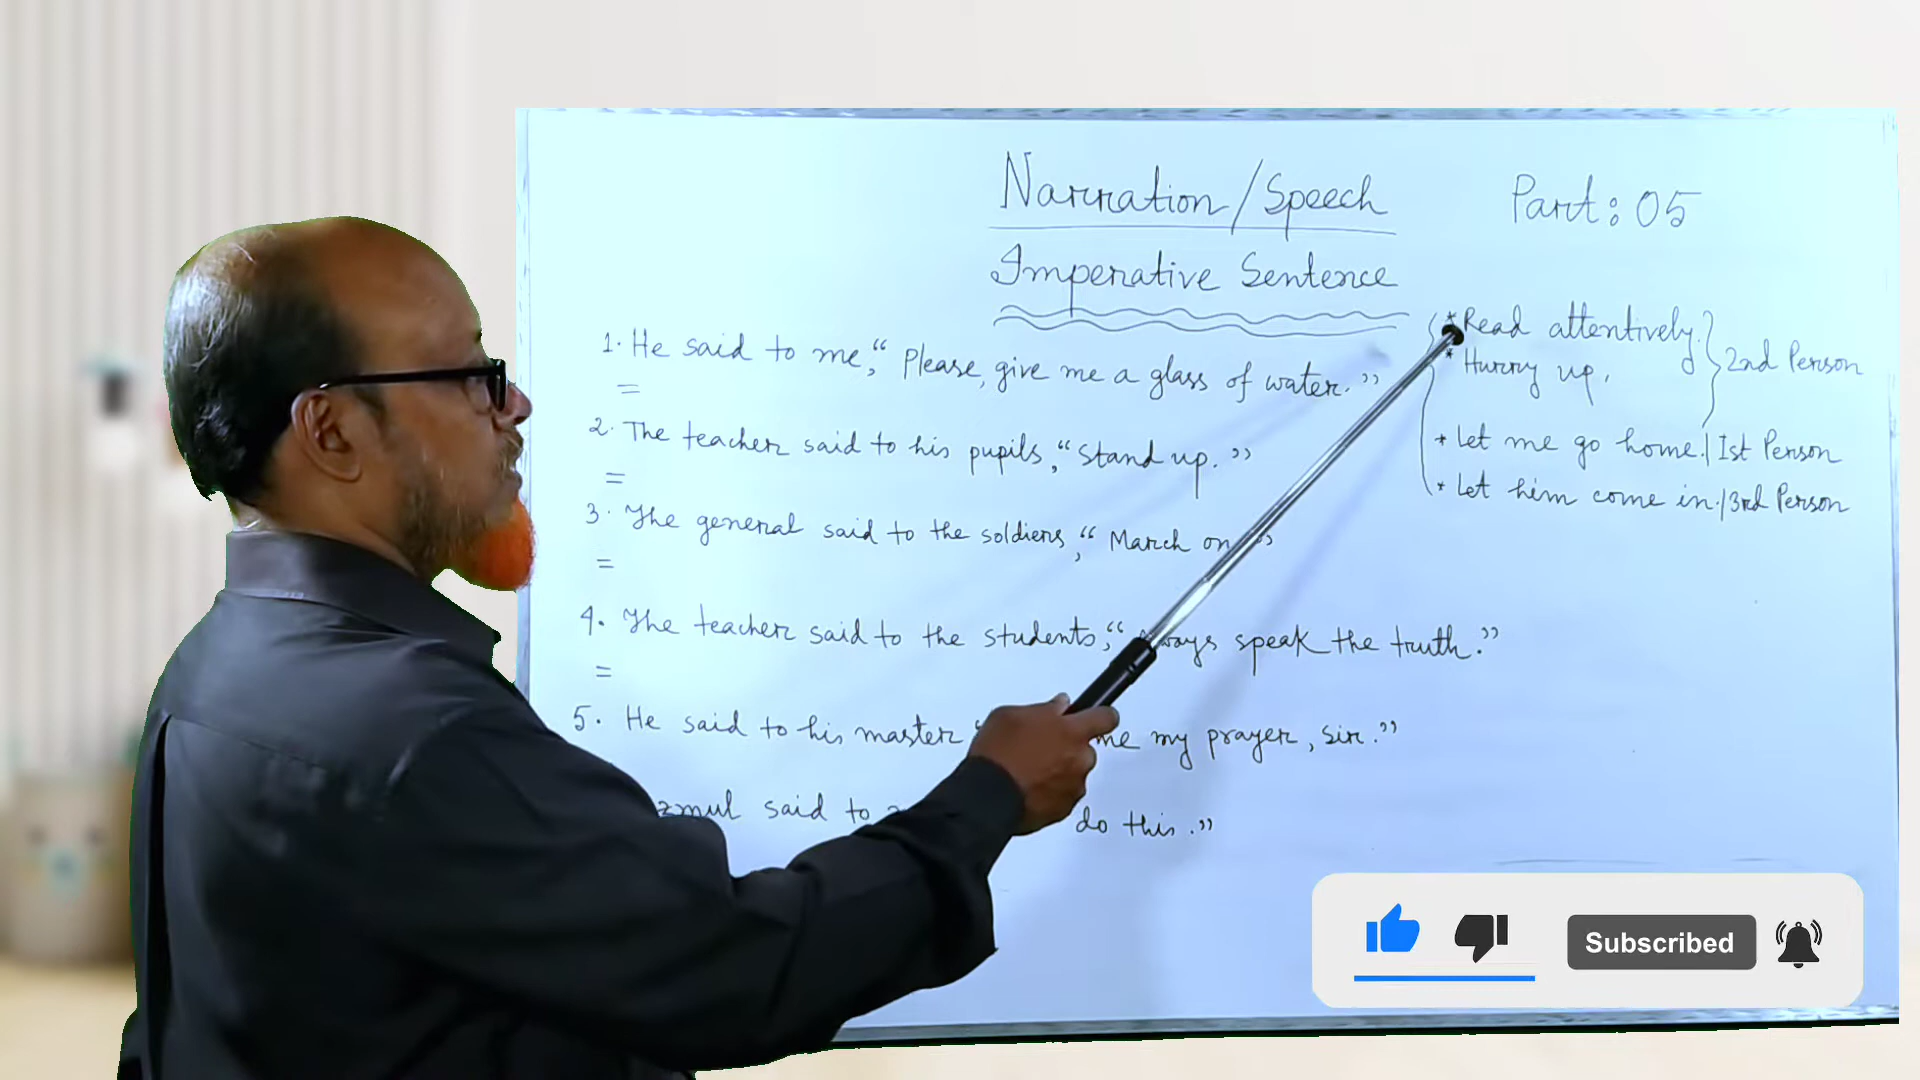 Narration/Speech
Part: 05
Imperative Sentence
1. He said to me, “Please, give me a glass of water.”
=
2. The teacher said to his pupils, “Stand up.”
=
3. The general said to the soldiers, “March on
=
4. The teacher said to the students, “ speak the truth.”
=
5. He said to his master “ me my prayer, sir.”
said to do this.”
* Read attentively.
* Hurry up.
2nd Person
* Let me go home. | Ist Person
* Let him come in. | 3rd Person
Subscribed